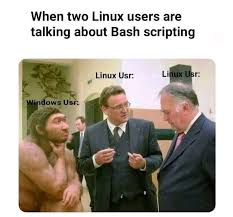 When two Linux users are
talking about Bash scripting
Linux Usr:
Linux Usr:
Windows Usr: